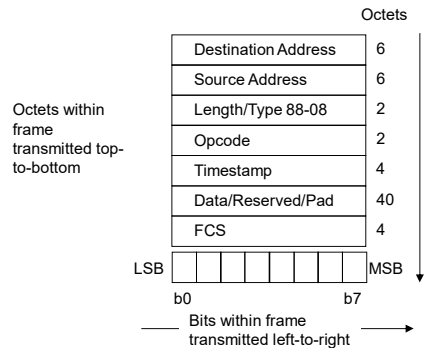 Octets
Destination Address 6
Source Address 6
Length/Type 88-08 2
Opcode 2
Timestamp 4
Data/Reserved/Pad 40
FCS 4
Octets within
frame
transmitted top-
to-bottom
LSB MSB
b0 b7
Bits within frame
transmitted left-to-right